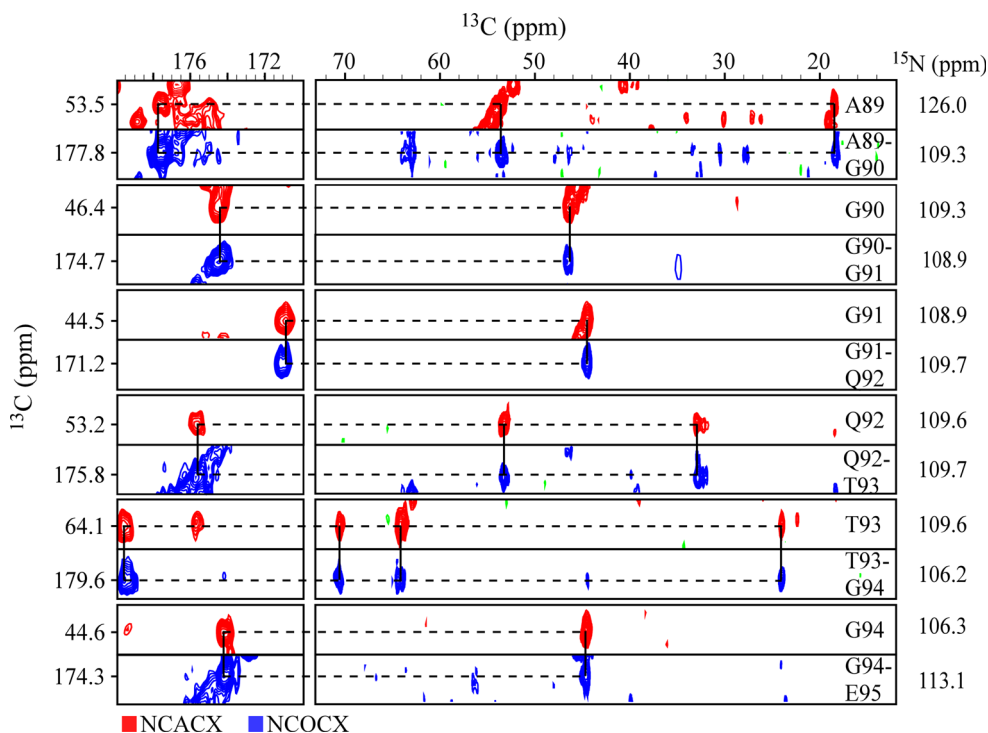 13C (ppm)
176 172 70 60 50 40 30 20 15N (ppm)
53.5 A89 126.0
177.8 A89-
G90 109.3
46.4 G90 109.3
174.7 G90-
G91 108.9
44.5 G91 108.9
171.2 G91-
Q92 109.7
53.2 Q92 109.6
175.8 Q92-
T93 109.7
64.1 T93 109.6
179.6 T93-
G94 106.2
44.6 G94 106.3
174.3 G94-
E95 113.1
13C (ppm)
NCACX NCOCX